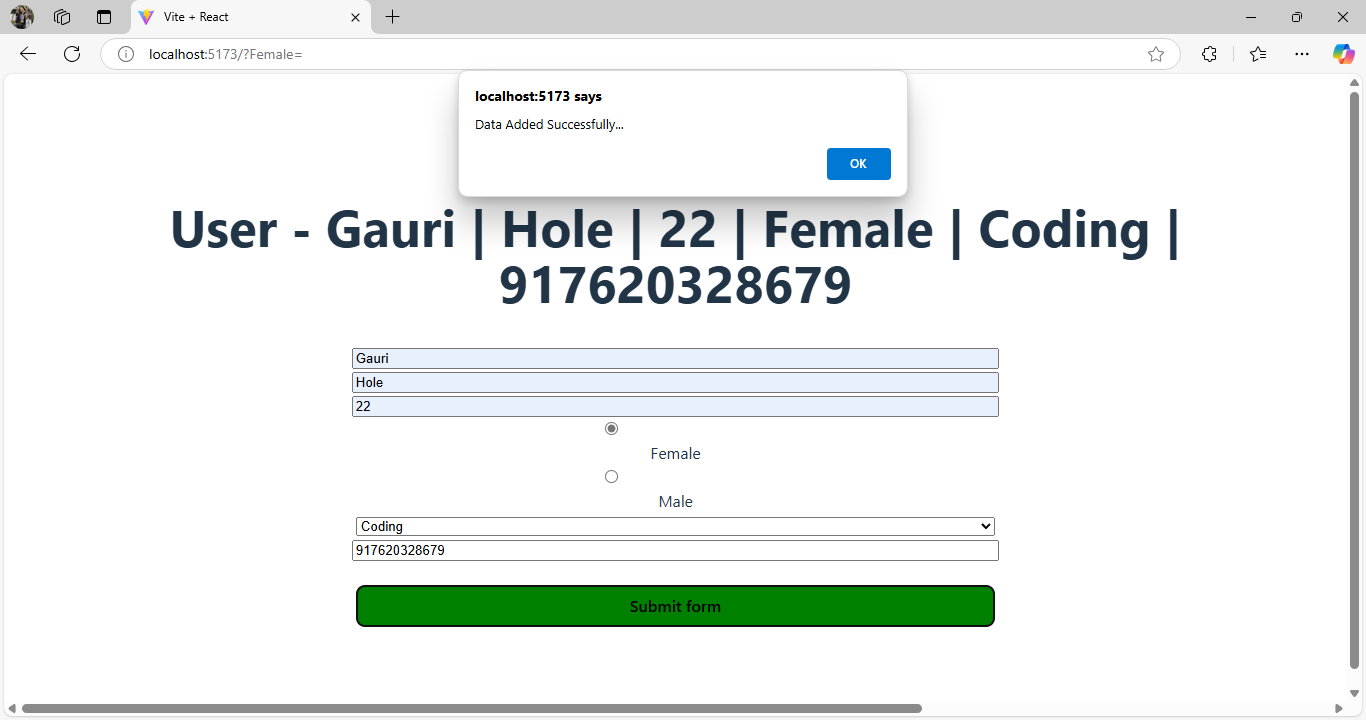 Vite + React
localhost:5173/?Female=
localhost:5173 says
Data Added Successfully...
OK
User - Gauri | Hole | 22 | Female | Coding |
917620328679
Gauri
Hole
22
Female
Male
Coding
917620328679
Submit form